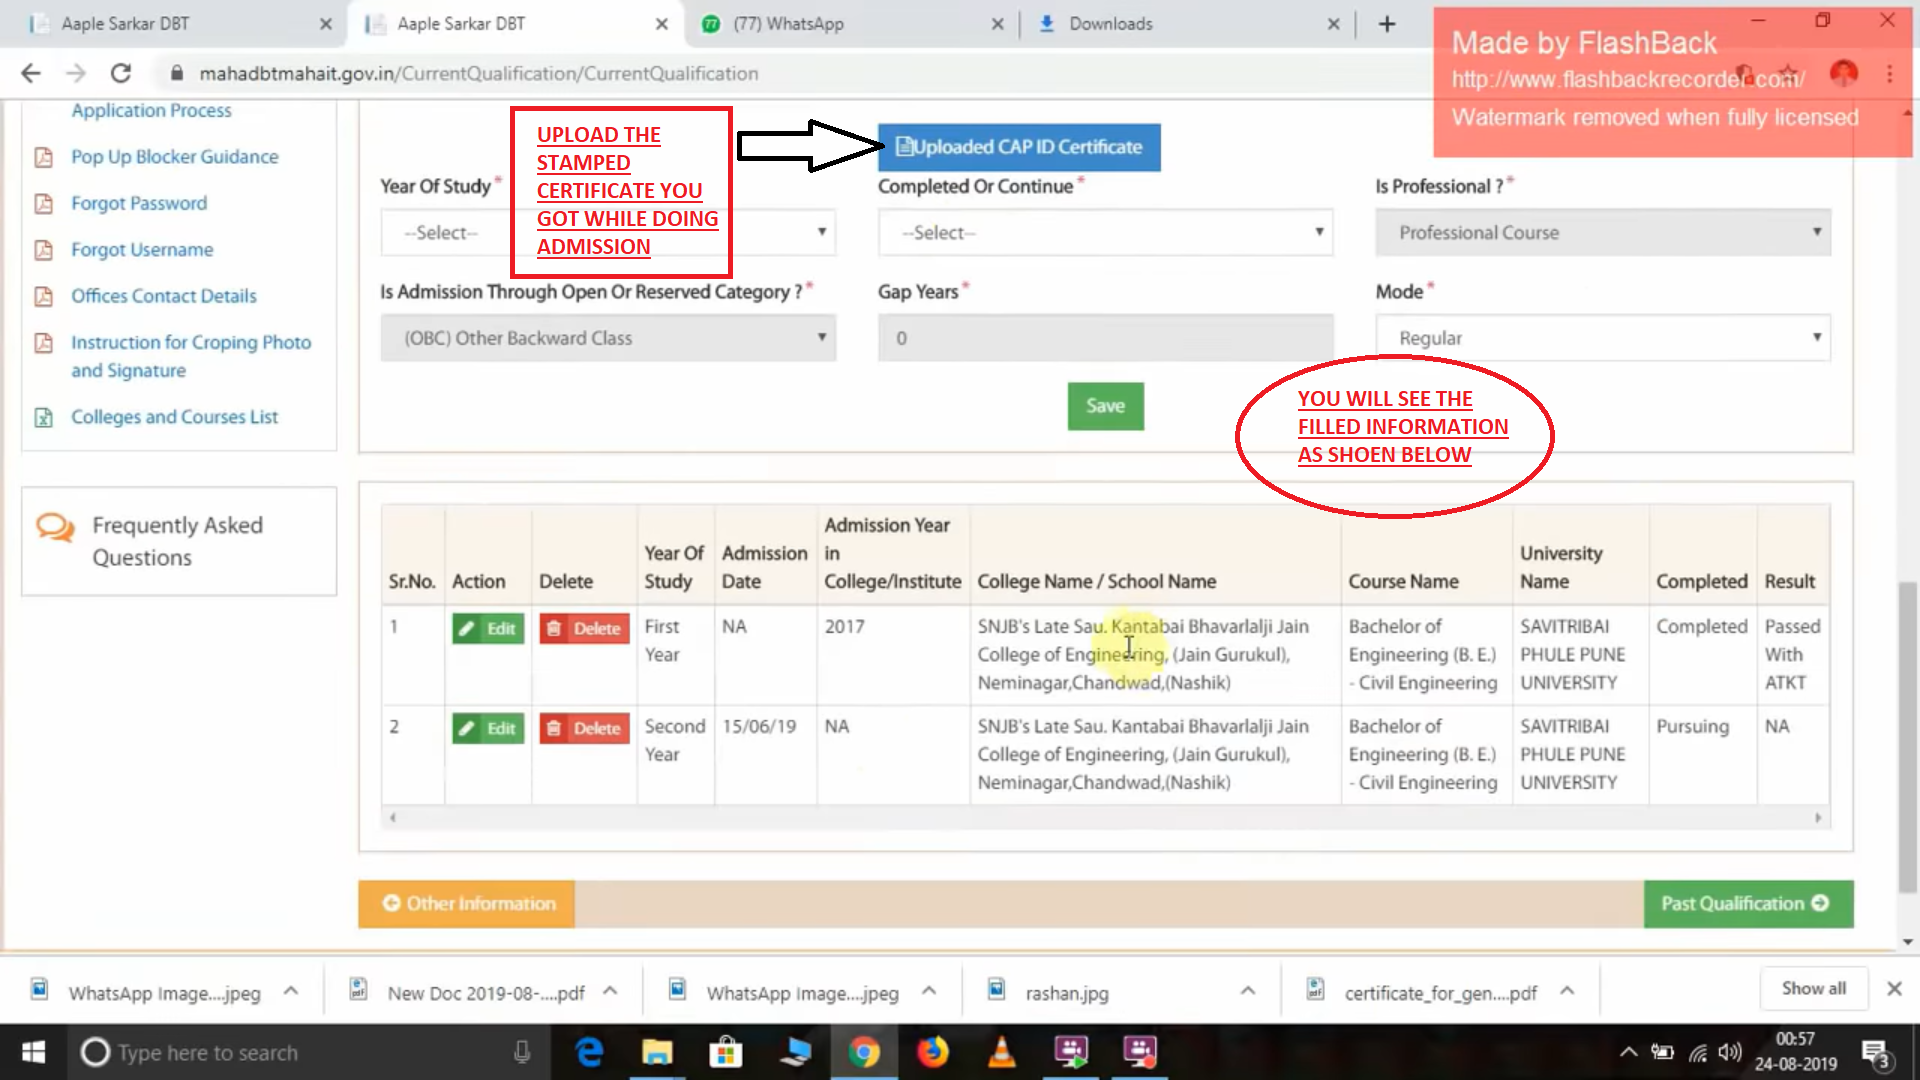 Aaple Sarkar DBT
Aaple Sarkar DBT
77
(77) WhatsApp
Downloads
mahadbtmahait.gov.in/CurrentQualification/CurrentQualification
Made by FlashBack
http://www.flashbackrecorder.com/
Watermark removed when fully licensed
Application Process
Pop Up Blocker Guidance
Forgot Password
Forgot Username
Offices Contact Details
Instruction for Croping Photo
and Signature
Colleges and Courses List
Frequently Asked
Questions
UPLOAD THE
STAMPED
CERTIFICATE YOU
GOT WHILE DOING
ADMISSION
Uploaded CAP ID Certificate
Year Of Study *
Completed Or Continue *
Is Professional ? *
--Select--
--Select--
Professional Course
Is Admission Through Open Or Reserved Category ? *
Gap Years *
Mode *
(OBC) Other Backward Class
0
Regular
Save
YOU WILL SEE THE
FILLED INFORMATION
AS SHOEN BELOW
Sr.No.
Action
Delete
Year Of
Study
Admission
Date
Admission Year
in
College/Institute
College Name / School Name
Course Name
University
Name
Completed
Result
1
Edit
Delete
First
Year
NA
2017
SNJB's Late Sau. Kantabai Bhavarlalji Jain
College of Engineering, (Jain Gurukul),
Neminagar,Chandwad,(Nashik)
Bachelor of
Engineering (B. E.)
- Civil Engineering
SAVITRIBAI
PHULE PUNE
UNIVERSITY
Completed
Passed
With
ATKT
2
Edit
Delete
Second
Year
15/06/19
NA
SNJB's Late Sau. Kantabai Bhavarlalji Jain
College of Engineering, (Jain Gurukul),
Neminagar,Chandwad,(Nashik)
Bachelor of
Engineering (B. E.)
- Civil Engineering
SAVITRIBAI
PHULE PUNE
UNIVERSITY
Pursuing
NA
Other Information
Past Qualification
WhatsApp Image....jpeg
New Doc 2019-08-....pdf
WhatsApp Image....jpeg
rashan.jpg
certificate_for_gen....pdf
Show all
Type here to search
00:57
24-08-2019
3